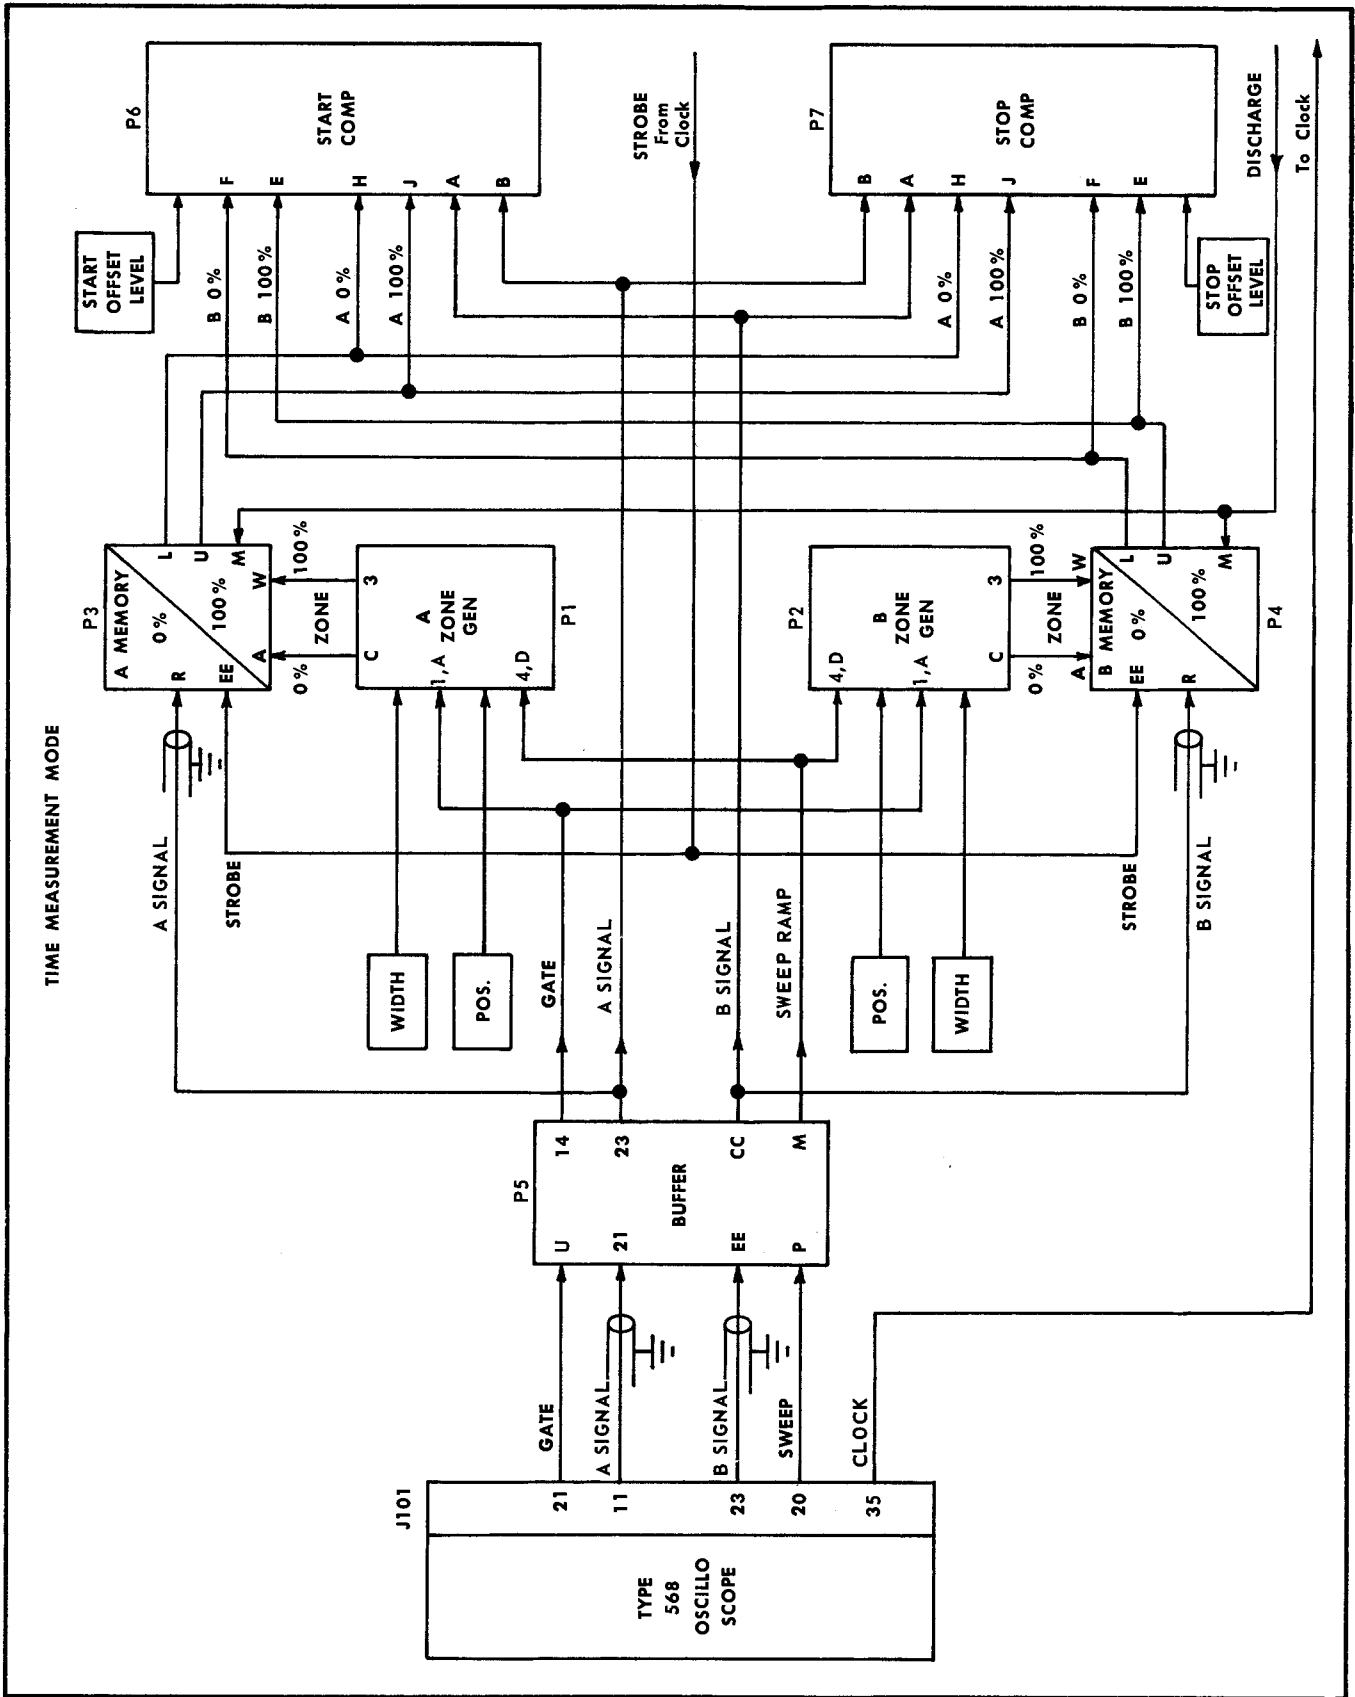 TIME MEASUREMENT MODE
TYPE
568
OSCILLO
SCOPE
J101
21
11
23
20
35
GATE
A SIGNAL
B SIGNAL
SWEEP
CLOCK
P5
BUFFER
U
21
EE
P
14
23
CC
M
GATE
A SIGNAL
B SIGNAL
SWEEP RAMP
A SIGNAL
STROBE
WIDTH
POS.
POS.
WIDTH
STROBE
B SIGNAL
P3
A MEMORY
0%
100%
R
EE
A
W
L
U
M
0%
ZONE
100%
A
ZONE
GEN
P1
C
3
1,A
4,D
P2
B
ZONE
GEN
4,D
1,A
C
3
0%
ZONE
100%
P4
B MEMORY
0%
100%
A
W
EE
R
L
U
M
START
OFFSET
LEVEL
B 0%
B 100%
A 0%
A 100%
P6
START
COMP
F
E
H
J
A
B
STROBE
From
Clock
P7
STOP
COMP
B
A
H
J
F
E
A 0%
A 100%
B 0%
B 100%
STOP
OFFSET
LEVEL
DISCHARGE
To Clock